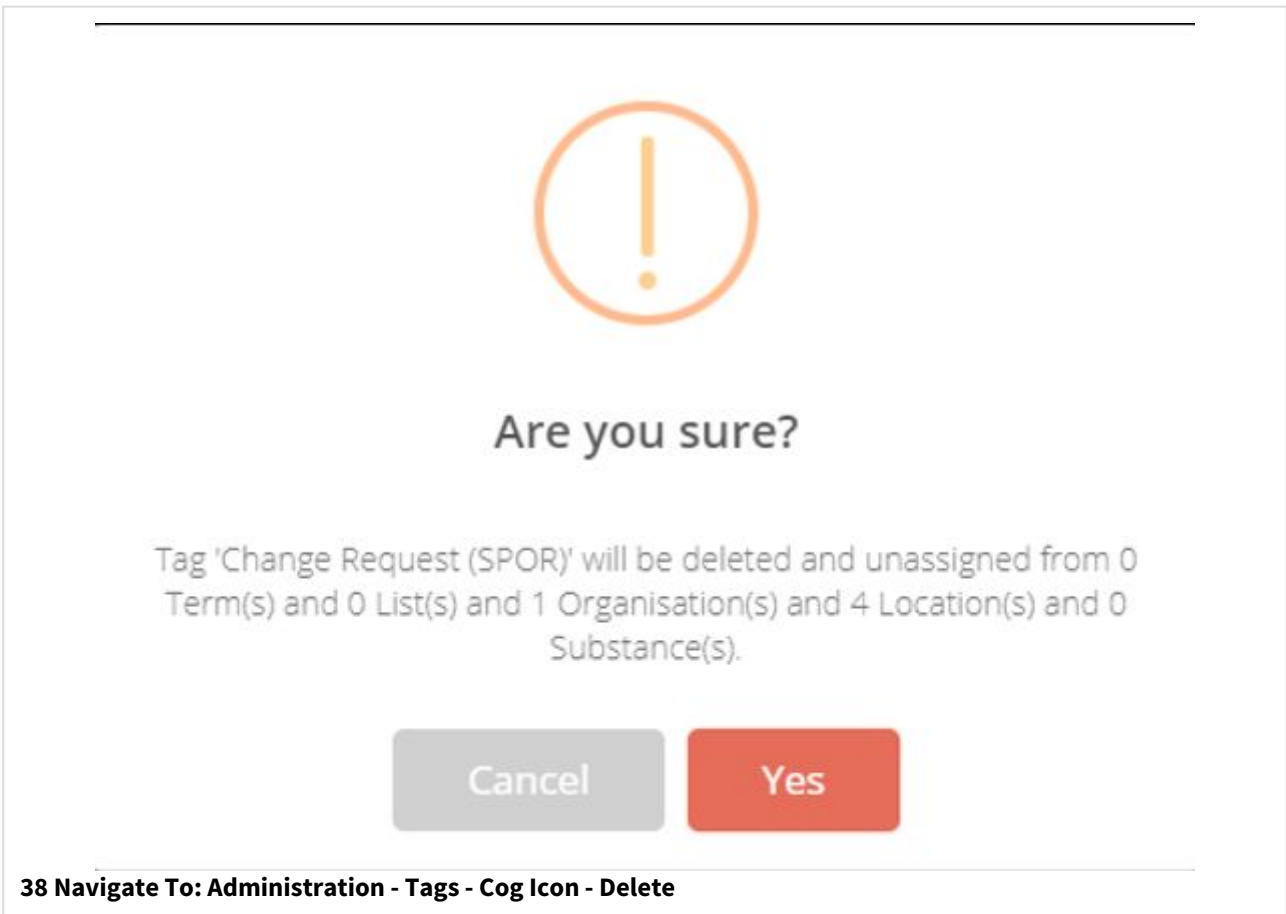 Are you sure?
Tag 'Change Request (SPOR)' will be deleted and unassigned from 0
Term(s) and 0 List(s) and 1 Organisation(s) and 4 Location(s) and 0
Substance(s).
Cancel Yes
38 Navigate To: Administration - Tags - Cog Icon - Delete